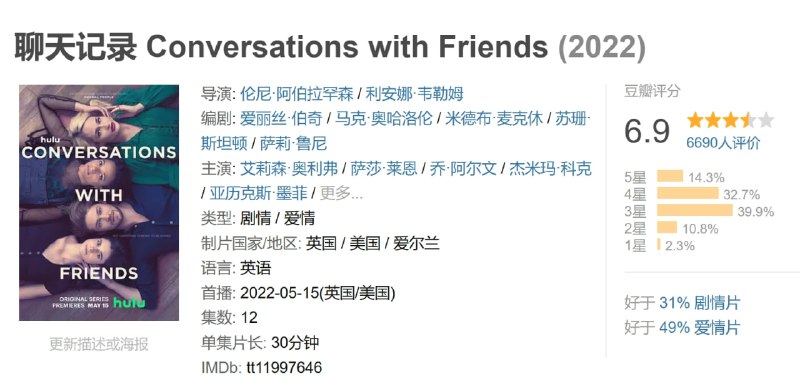 聊天记录 Conversations with Friends (2022)
hulu
CONVERSATIONS
WITH
FRIENDS
ORIGINAL SERIES
PREMIERES MAY 15 hulu
更新描述或海报
导演: 伦尼·阿伯拉罕森 / 利安娜·韦勒姆
编剧: 爱丽丝·伯奇 / 马克·奥哈洛伦 / 米德布·麦克休 / 苏珊·
斯坦顿 / 萨莉·鲁尼
主演: 艾莉森·奥利弗 / 萨莎·莱恩 / 乔·阿尔文 / 杰米玛·科克
/ 亚历克斯·墨菲 / 更多...
类型: 剧情 / 爱情
制片国家/地区: 英国 / 美国 / 爱尔兰
语言: 英语
首播: 2022-05-15(英国/美国)
集数: 12
单集片长: 30分钟
IMDb: tt11997646
豆瓣评分
6.9
6690人评价
5星 14.3%
4星 32.7%
3星 39.9%
2星 10.8%
1星 2.3%
好于 31% 剧情片
好于 49% 爱情片